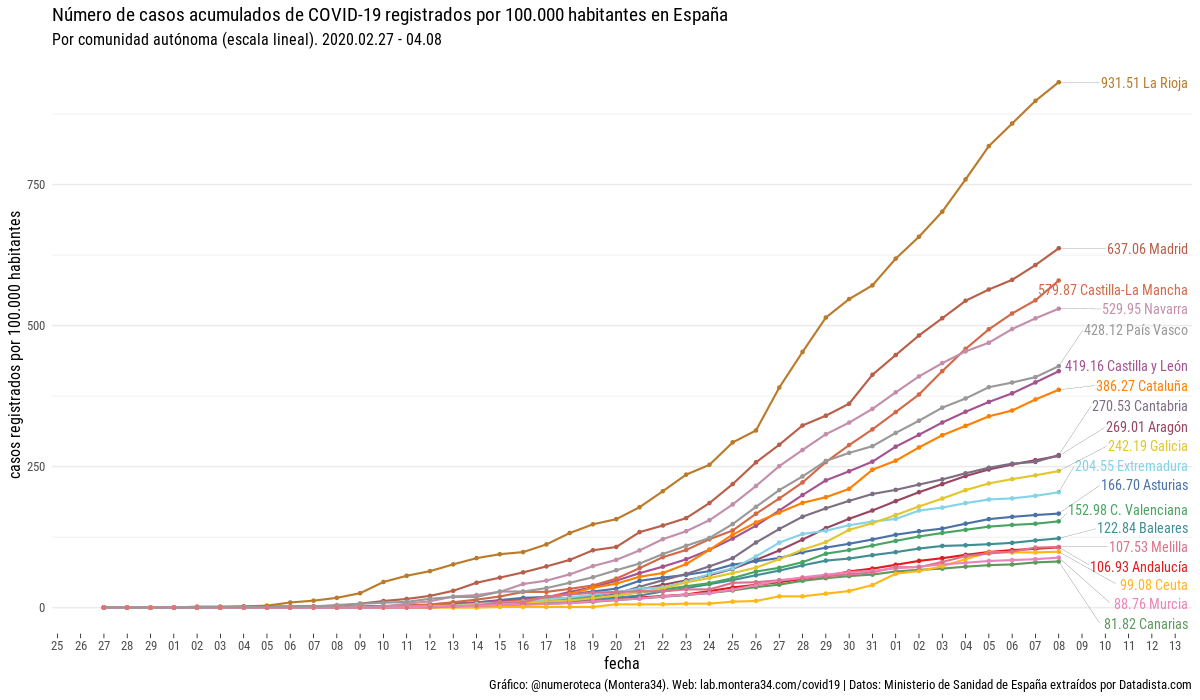 Número de casos acumulados de COVID-19 registrados por 100.000 habitantes en España
Por comunidad autónoma (escala lineal). 2020.02.27 - 04.08
casos registrados por 100.000 habitantes
750
500
250
0
931.51 La Rioja
637.06 Madrid
579.87 Castilla-La Mancha
529.95 Navarra
428.12 País Vasco
419.16 Castilla y León
386.27 Cataluña
270.53 Cantabria
269.01 Aragón
242.19 Galicia
204.55 Extremadura
166.70 Asturias
152.98 C. Valenciana
122.84 Baleares
107.53 Melilla
106.93 Andalucía
99.08 Ceuta
88.76 Murcia
81.82 Canarias
25 26 27 28 29 01 02 03 04 05 06 07 08 09 10 11 12 13 14 15 16 17 18 19 20 21 22 23 24 25 26 27 28 29 30 31 01 02 03 04 05 06 07 08 09 10 11 12 13
fecha
Gráfico: @numeroteca (Montera34). Web: lab.montera34.com/covid19 | Datos: Ministerio de Sanidad de España extraídos por Datadista.com